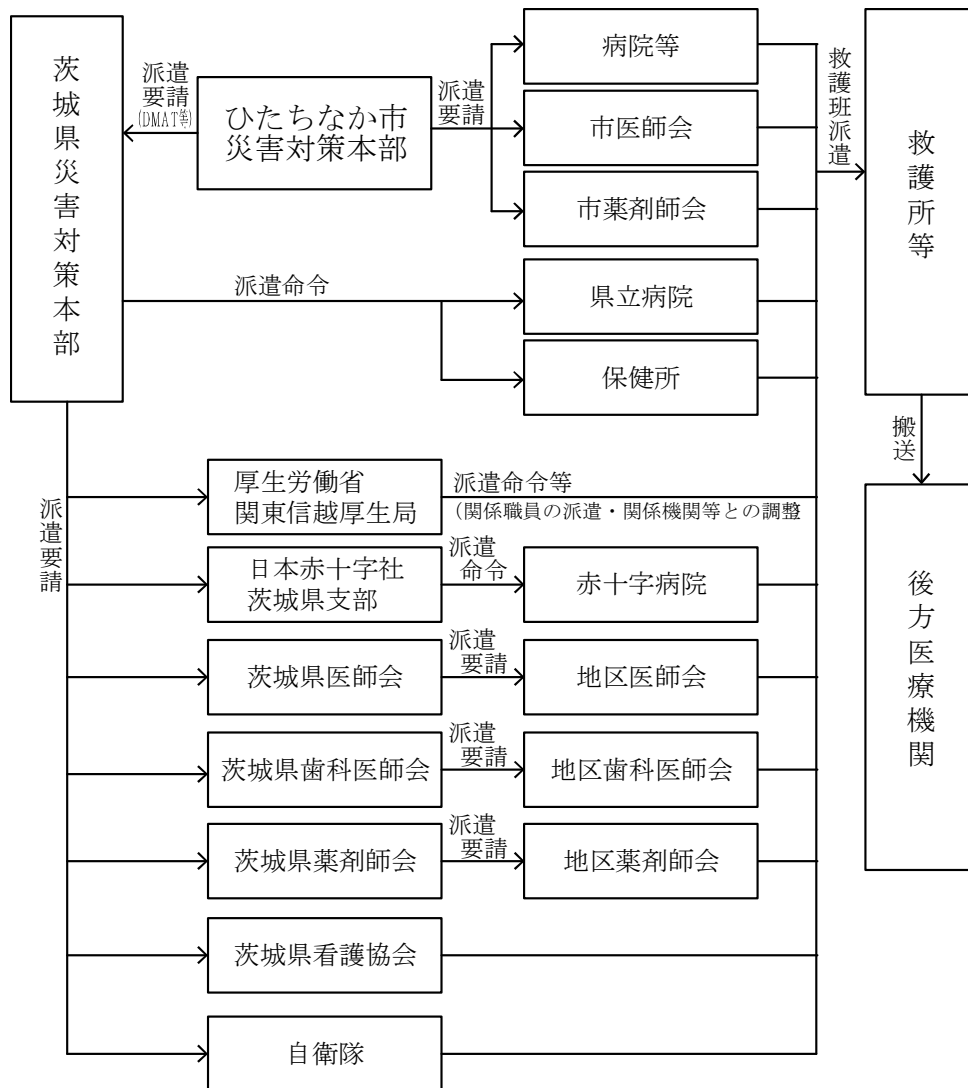 茨城県災害対策本部
派遣
要請
(DMAT等)
ひたちなか市
災害対策本部
派遣
要請
病院等
市医師会
市薬剤師会
救護班派遣
救護所等
派遣命令
県立病院
保健所
搬送
後方医療機関
派遣要請
厚生労働省
関東信越厚生局
派遣命令等
(関係職員の派遣・関係機関等との調整
日本赤十字社
茨城県支部
派遣
命令
赤十字病院
茨城県医師会
派遣
要請
地区医師会
茨城県歯科医師会
派遣
要請
地区歯科医師会
茨城県薬剤師会
派遣
要請
地区薬剤師会
茨城県看護協会
自衛隊